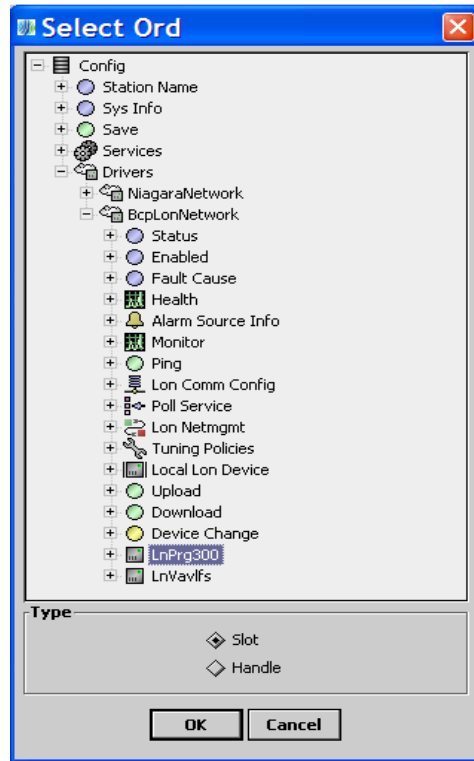 Select Ord
Config
Station Name
Sys Info
Save
Services
Drivers
NiagaraNetwork
BcpLonNetwork
Status
Enabled
Fault Cause
Health
Alarm Source Info
Monitor
Ping
Lon Comm Config
Poll Service
Lon Netmgmt
Tuning Policies
Local Lon Device
Upload
Download
Device Change
LnPrg300
LnVavlfs
Type
Slot
Handle
OK Cancel